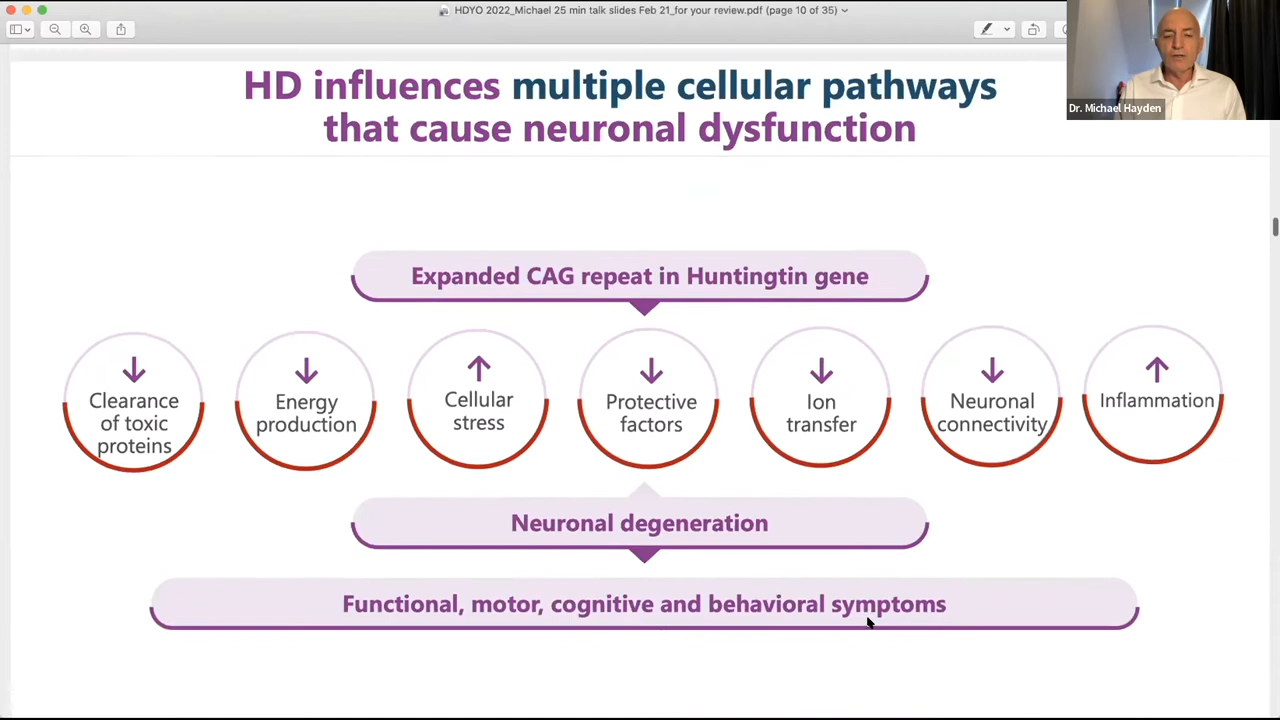 HDYO 2022_Michael 25 min talk slides Feb 21_for your review.pdf (page 10 of 35)
Dr. Michael Hayden
HD influences multiple cellular pathways
that cause neuronal dysfunction
Expanded CAG repeat in Huntingtin gene
Clearance
of toxic
proteins
Energy
production
Cellular
stress
Protective
factors
Ion
transfer
Neuronal
connectivity
Inflammation
Neuronal degeneration
Functional, motor, cognitive and behavioral symptoms